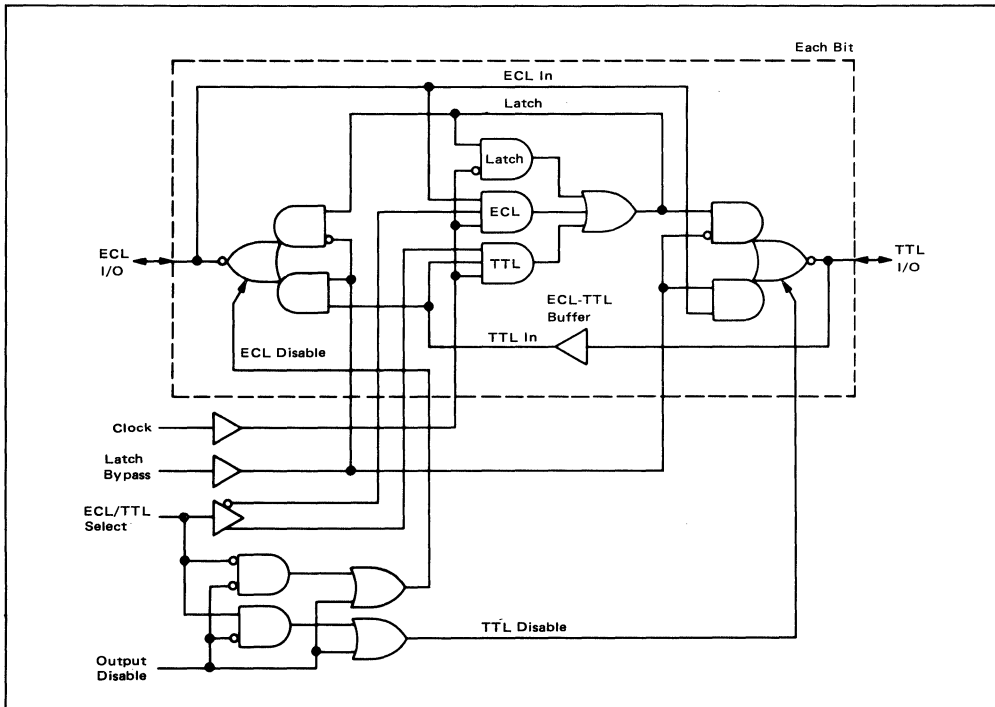 Each Bit
ECL In
Latch
Latch
ECL
TTL
ECL
I/O
TTL
I/O
ECL-TTL
Buffer
TTL In
ECL Disable
Clock
Latch
Bypass
ECL/TTL
Select
TTL Disable
Output
Disable